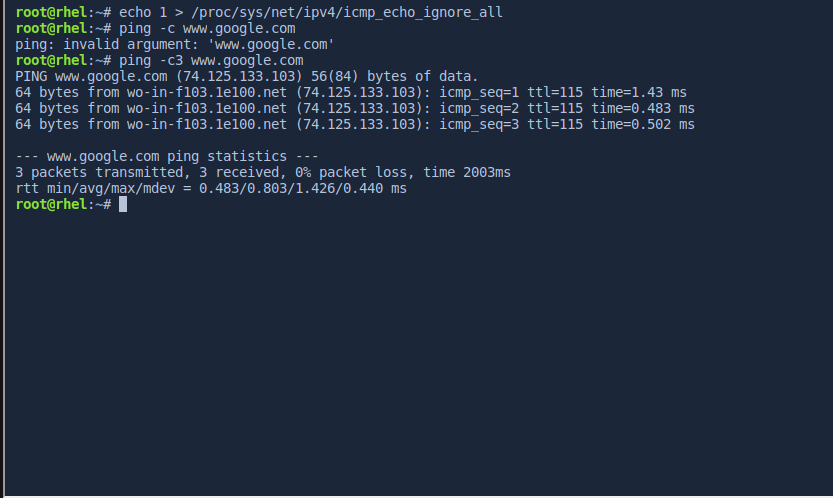 root@rhel:~# echo 1 > /proc/sys/net/ipv4/icmp_echo_ignore_all
root@rhel:~# ping -c www.google.com
ping: invalid argument: 'www.google.com'
root@rhel:~# ping -c3 www.google.com
PING www.google.com (74.125.133.103) 56(84) bytes of data.
64 bytes from wo-in-f103.1e100.net (74.125.133.103): icmp_seq=1 ttl=115 time=1.43 ms
64 bytes from wo-in-f103.1e100.net (74.125.133.103): icmp_seq=2 ttl=115 time=0.483 ms
64 bytes from wo-in-f103.1e100.net (74.125.133.103): icmp_seq=3 ttl=115 time=0.502 ms

--- www.google.com ping statistics ---
3 packets transmitted, 3 received, 0% packet loss, time 2003ms
rtt min/avg/max/mdev = 0.483/0.803/1.426/0.440 ms
root@rhel:~#